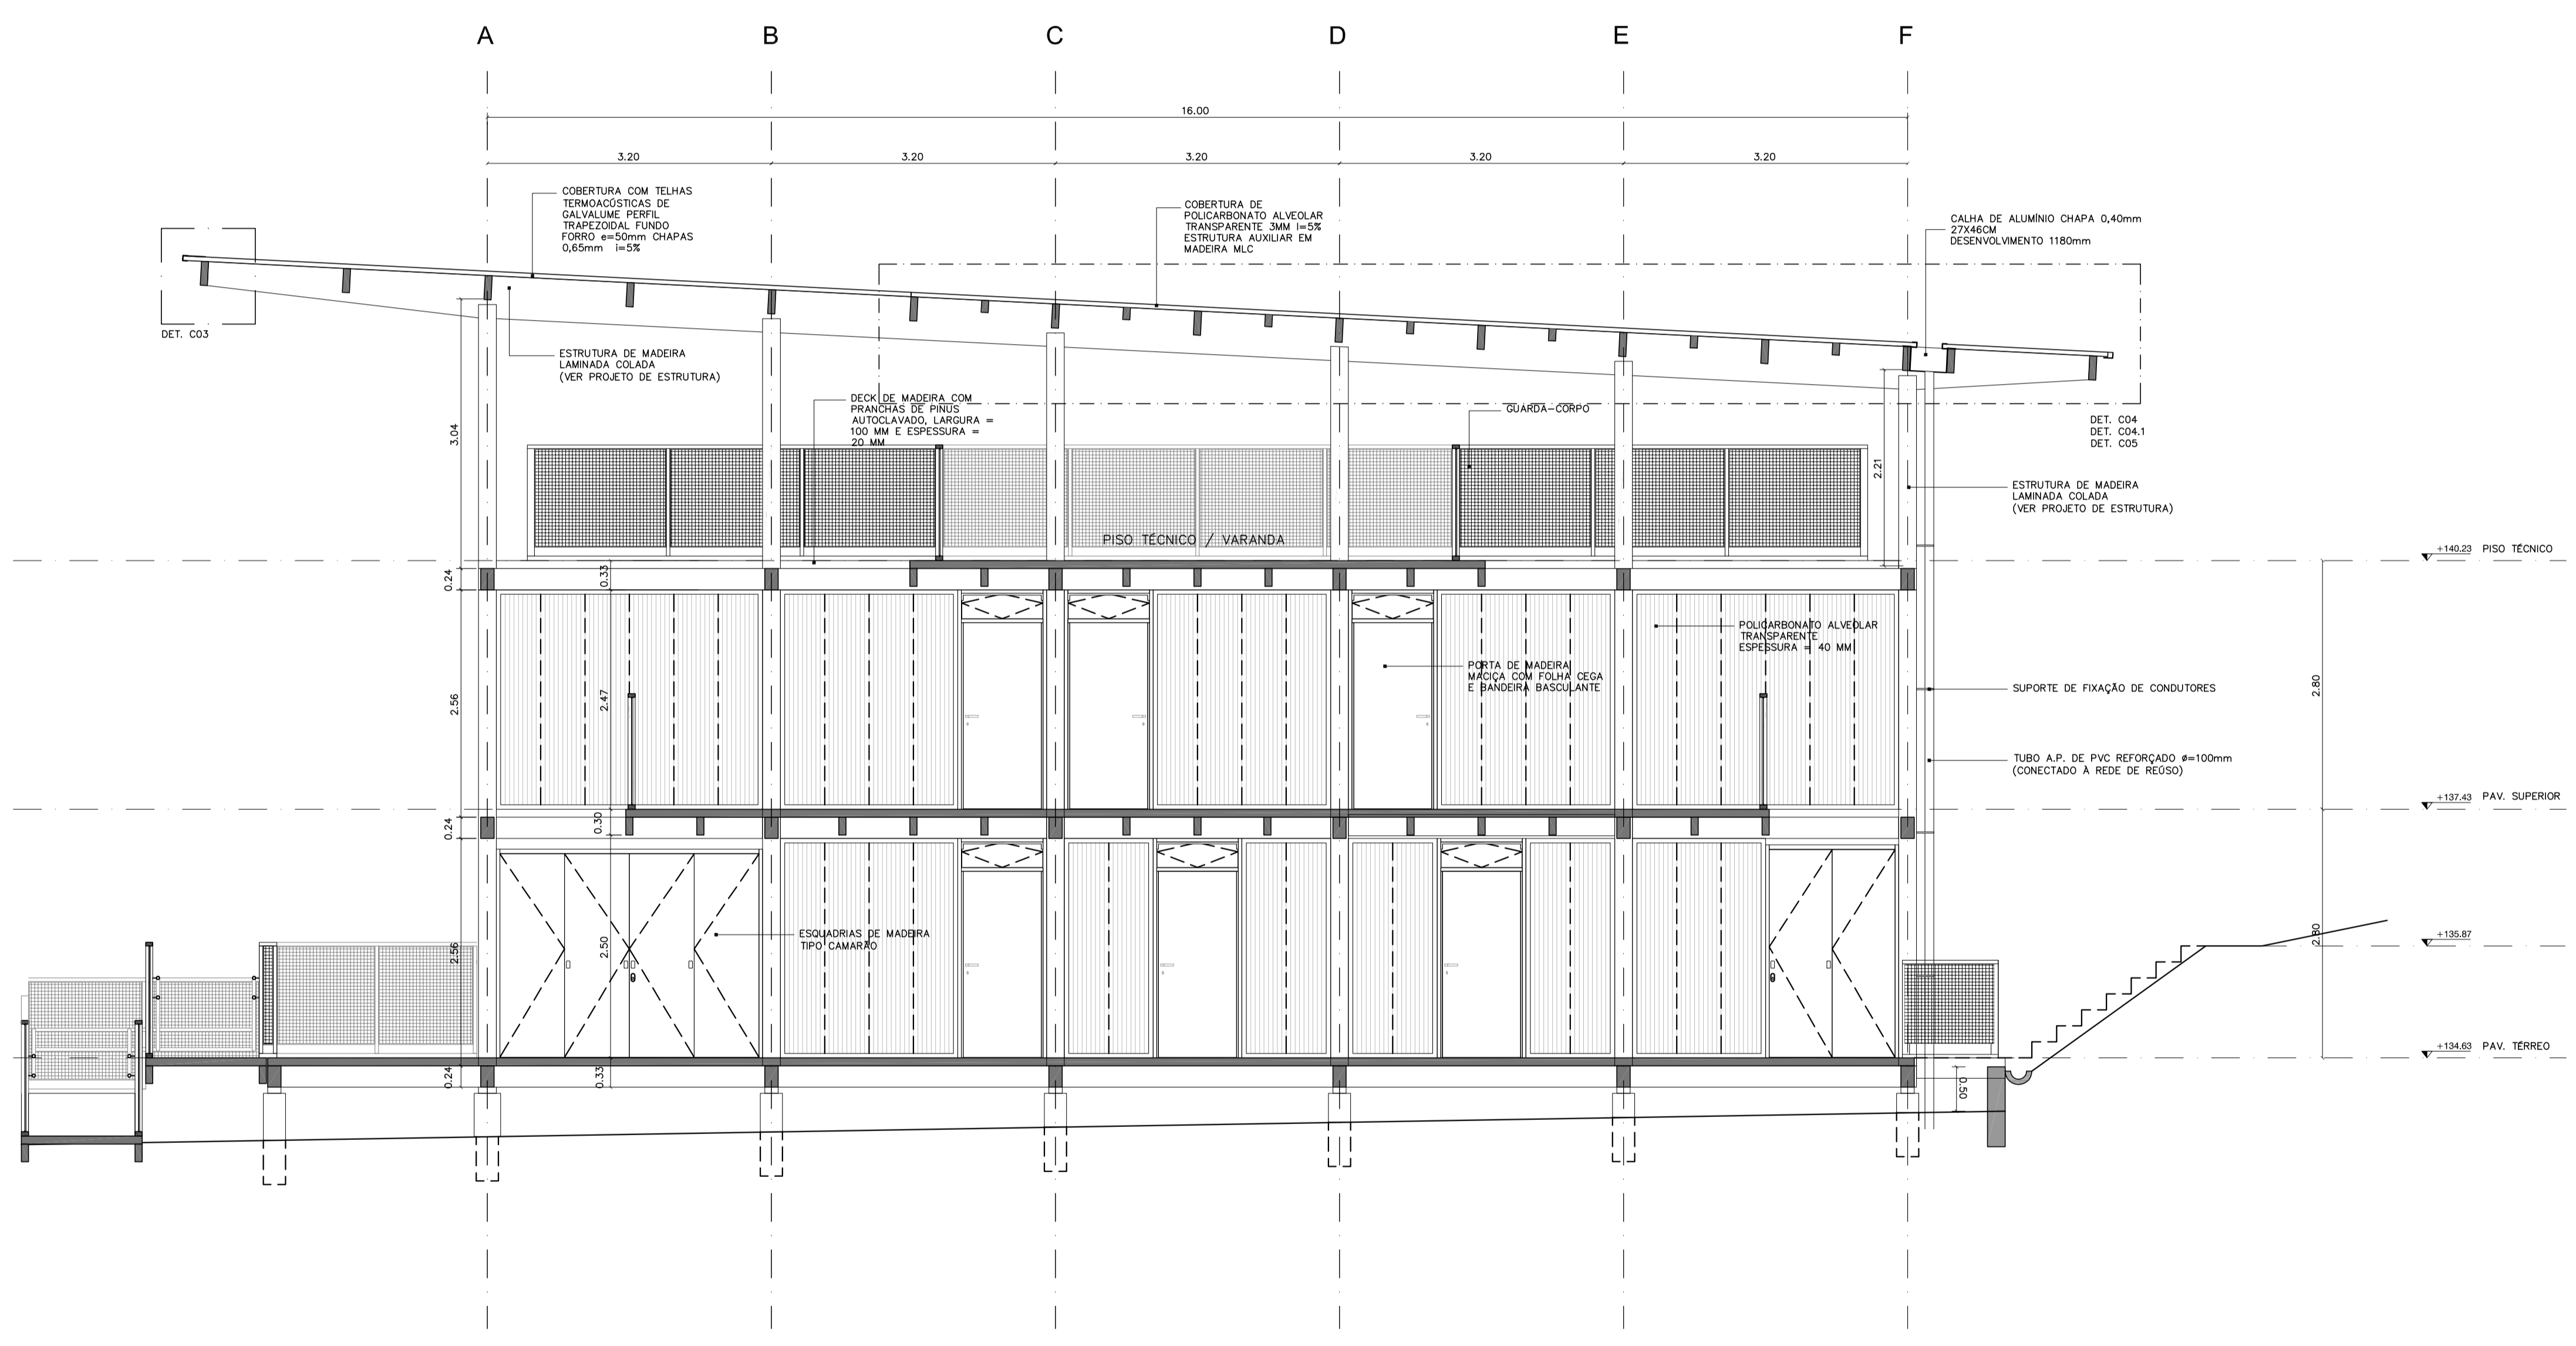 A B C D E F
16.00
3.20 3.20 3.20 3.20 3.20
COBERTURA COM TELHAS
TERMOACÚSTICAS DE
GALVALUME PERFIL
TRAPEZOIDAL FUNDO
FORRO e=50mm CHAPAS
0,65mm i=5%
COBERTURA DE
POLICARBONATO ALVEOLAR
TRANSPARENTE 3MM i=5%
ESTRUTURA AUXILIAR EM
MADEIRA MLC
CALHA DE ALUMÍNIO CHAPA 0,40mm
27X46CM
DESENVOLVIMENTO 1180mm
DET. C03
ESTRUTURA DE MADEIRA
LAMINADA COLADA
(VER PROJETO DE ESTRUTURA)
DECK DE MADEIRA COM
PRANCHAS DE PINUS
AUTOCLAVADO, LARGURA =
100 MM E ESPESSURA =
20 MM
GUARDA-CORPO
DET. C04
DET. C04.1
DET. C05
3.04
2.21
ESTRUTURA DE MADEIRA
LAMINADA COLADA
(VER PROJETO DE ESTRUTURA)
PISO TÉCNICO / VARANDA
+140.23 PISO TÉCNICO
0.24
0.33
POLICARBONATO ALVEOLAR
TRANSPARENTE
ESPESSURA = 40 MM
PORTA DE MADEIRA
MACIÇA COM FOLHA CEGA
E BANDEIRA BASCULANTE
2.56
2.47
2.80
SUPORTE DE FIXAÇÃO DE CONDUTORES
TUBO A.P. DE PVC REFORÇADO ø=100mm
(CONECTADO À REDE DE REÚSO)
+137.43 PAV. SUPERIOR
0.24
0.30
ESQUADRIAS DE MADEIRA
TIPO CAMARÃO
2.56
2.50
2.80
+135.87
+134.63 PAV. TÉRREO
0.24
0.33
0.50